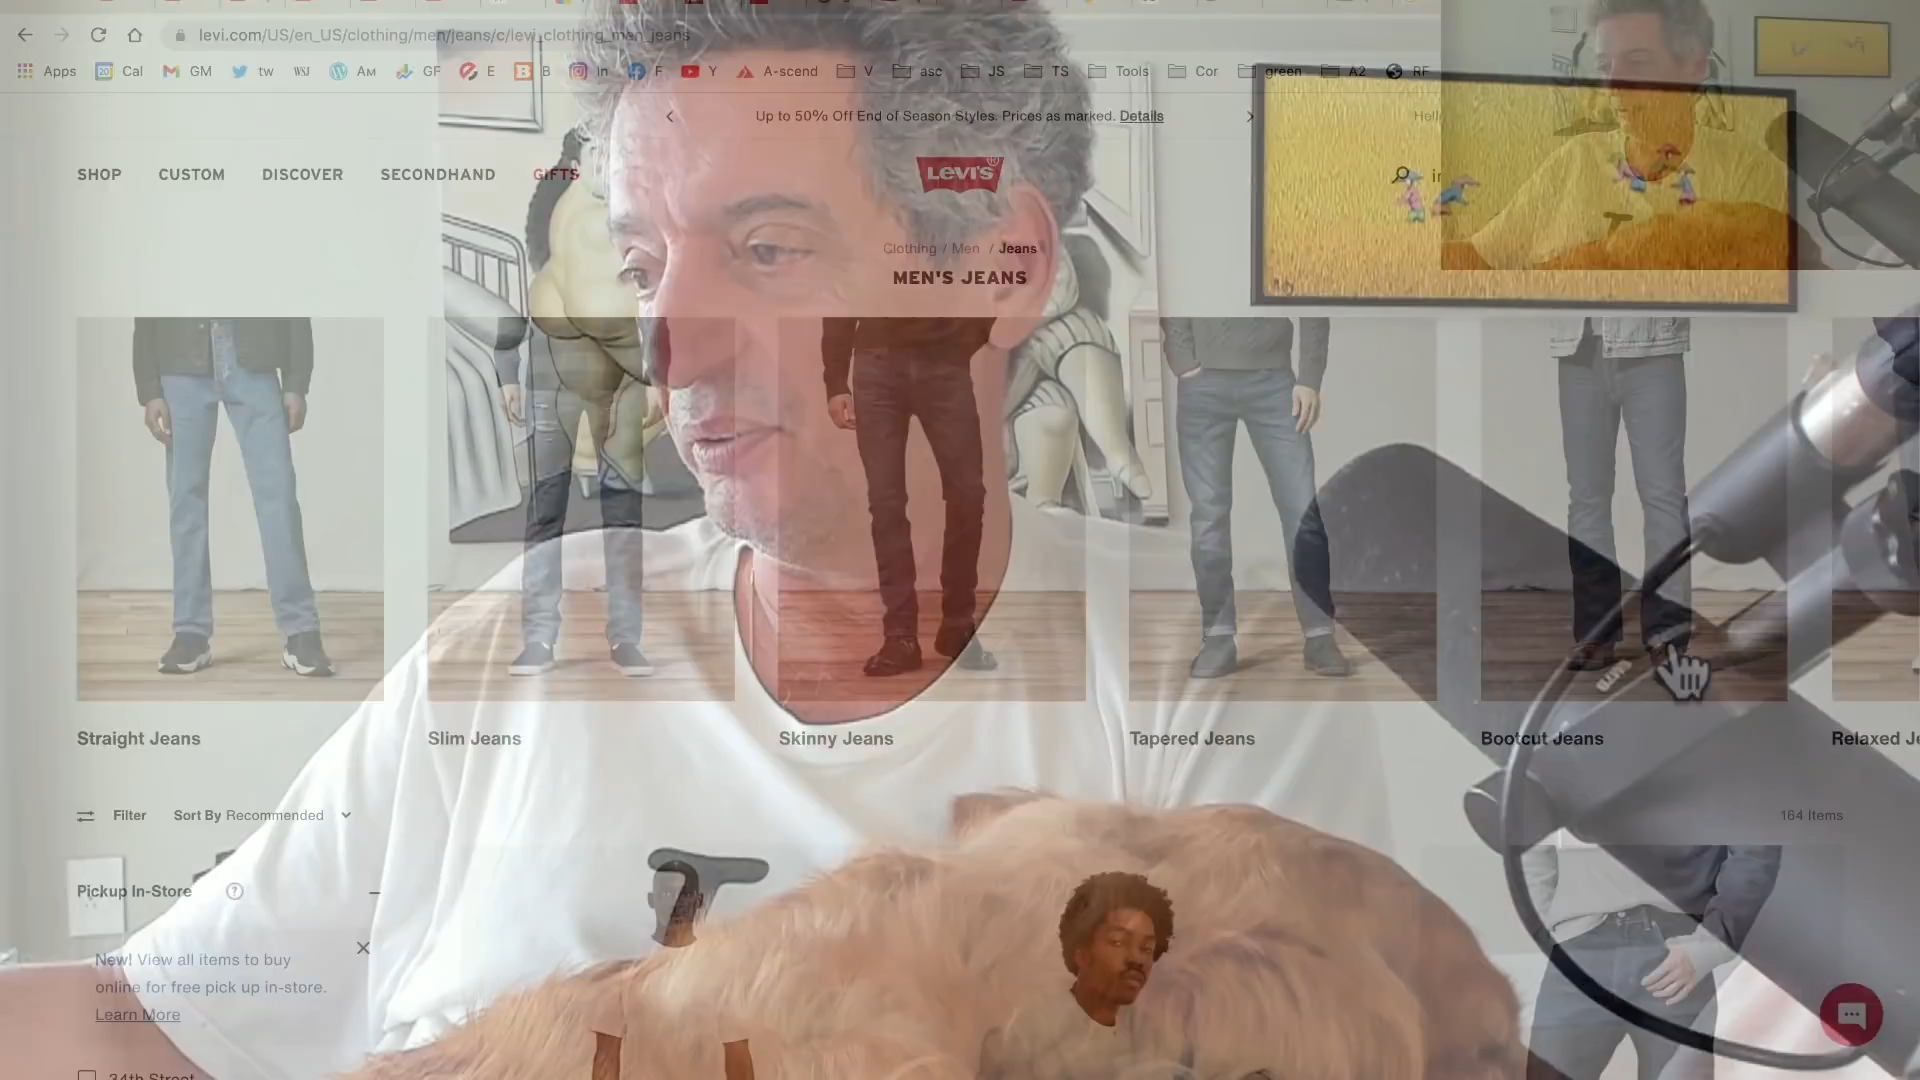 levi.com/US/en_US/clothing/men/jeans/c/levi_clothing_men_jeans
Apps Cal GM tw WSJ AM GF E B In F Y A-scend V asc JS TS Tools Cor green A2 RF
Up to 50% Off End of Season Styles. Prices as marked. Details
SHOP CUSTOM DISCOVER SECONDHAND GIFTS
LEVI'S
Clothing / Men / Jeans
MEN'S JEANS
Straight Jeans
Slim Jeans
Skinny Jeans
Tapered Jeans
Bootcut Jeans
Relaxed
Filter Sort By Recommended
164 Items
Pickup In-Store
New! View all items to buy
online for free pick up in-store.
Learn More
34th Street